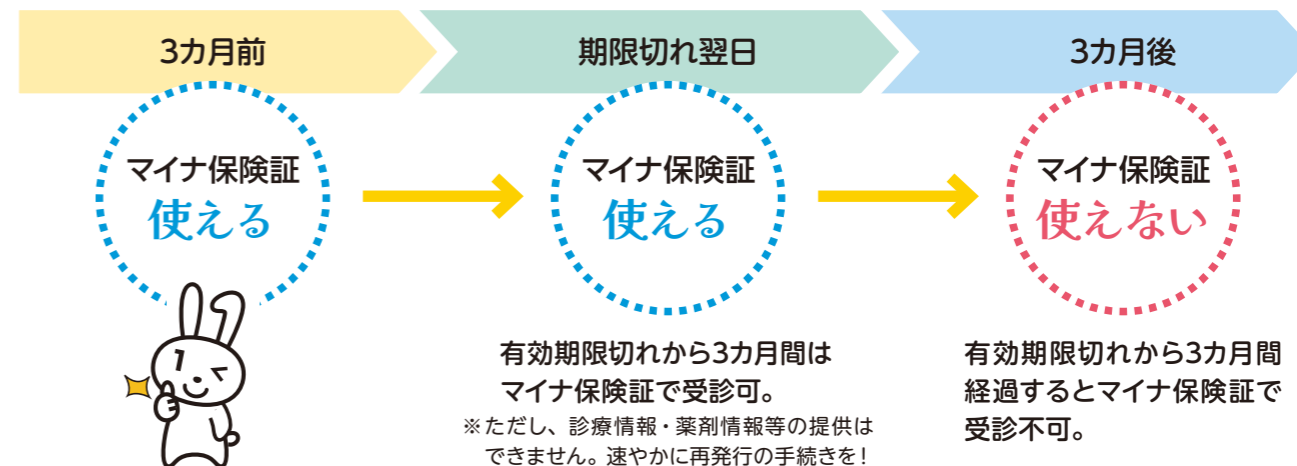 3カ月前
期限切れ翌日
3カ月後
マイナ保険証
使える
マイナ保険証
使える
マイナ保険証
使えない
有効期限切れから3カ月間は
マイナ保険証で受診可。
※ただし、診療情報・薬剤情報等の提供は
できません。速やかに再発行の手続きを！
有効期限切れから3カ月間
経過するとマイナ保険証で
受診不可。